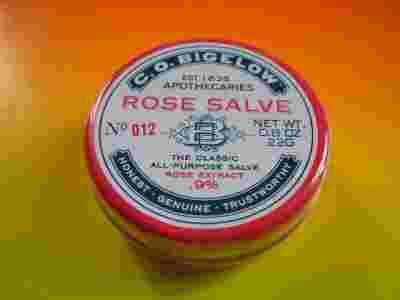 C.O. BIGELOW
EST. 1838
APOTHECARIES
ROSE SALVE
Nº 012
NET WT.
0.8 OZ
22G
THE CLASSIC
ALL-PURPOSE SALVE
ROSE EXTRACT
.9%
HONEST · GENUINE · TRUSTWORTHY